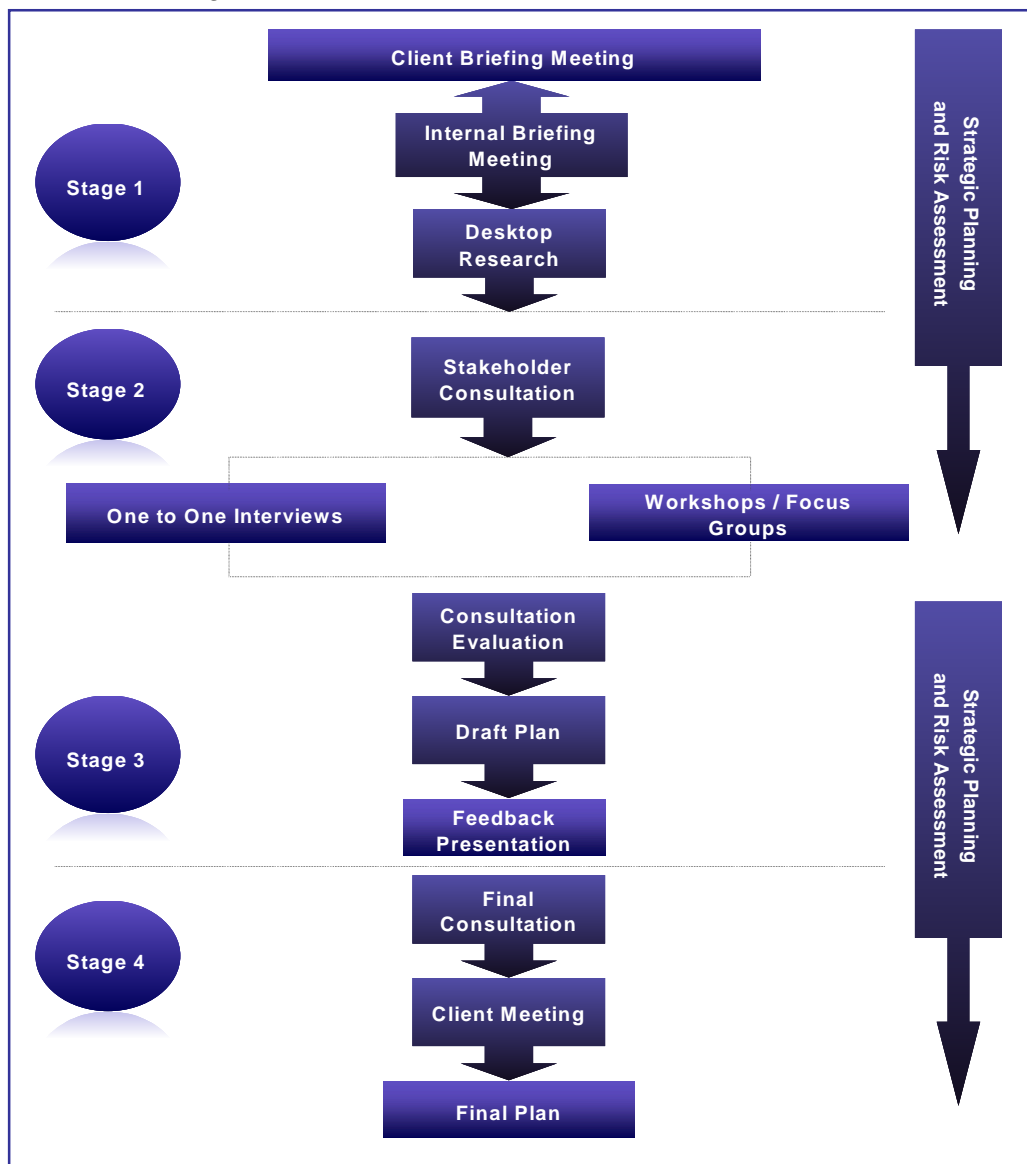 Client Briefing Meeting
Internal Briefing
Meeting
Stage 1
Desktop
Research
Strategic Planning
and Risk Assessment
Stage 2
Stakeholder
Consultation
One to One Interviews
Workshops / Focus
Groups
Consultation
Evaluation
Stage 3
Draft Plan
Feedback
Presentation
Strategic Planning
and Risk Assessment
Final
Consultation
Stage 4
Client Meeting
Final Plan